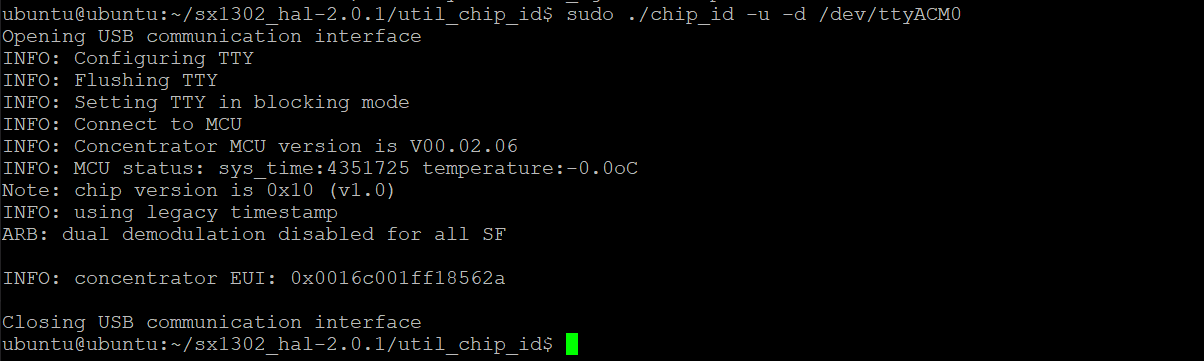 ubuntu@ubuntu:~/sx1302_hal-2.0.1/util_chip_id$ sudo ./chip_id -u -d /dev/ttyACM0
Opening USB communication interface
INFO: Configuring TTY
INFO: Flushing TTY
INFO: Setting TTY in blocking mode
INFO: Connect to MCU
INFO: Concentrator MCU version is V00.02.06
INFO: MCU status: sys_time:4351725 temperature:-0.0oC
Note: chip version is 0x10 (v1.0)
INFO: using legacy timestamp
ARB: dual demodulation disabled for all SF
INFO: concentrator EUI: 0x0016c001ff18562a
Closing USB communication interface
ubuntu@ubuntu:~/sx1302_hal-2.0.1/util_chip_id$